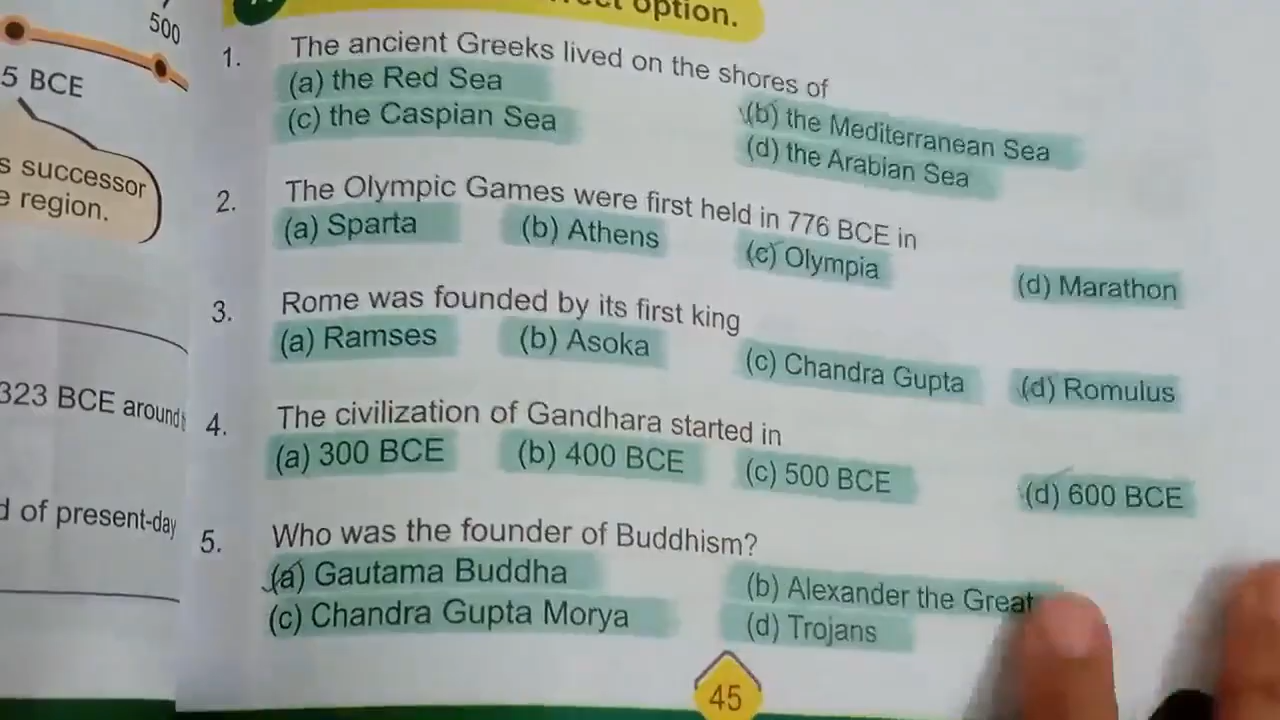 500
5 BCE
s successor
e region.
323 BCE around
d of present-day
option.
1. The ancient Greeks lived on the shores of
(a) the Red Sea (b) the Mediterranean Sea
(c) the Caspian Sea (d) the Arabian Sea
2. The Olympic Games were first held in 776 BCE in
(a) Sparta (b) Athens (c) Olympia (d) Marathon
3. Rome was founded by its first king
(a) Ramses (b) Asoka (c) Chandra Gupta (d) Romulus
4. The civilization of Gandhara started in
(a) 300 BCE (b) 400 BCE (c) 500 BCE (d) 600 BCE
5. Who was the founder of Buddhism?
(a) Gautama Buddha (b) Alexander the Great
(c) Chandra Gupta Morya (d) Trojans
45